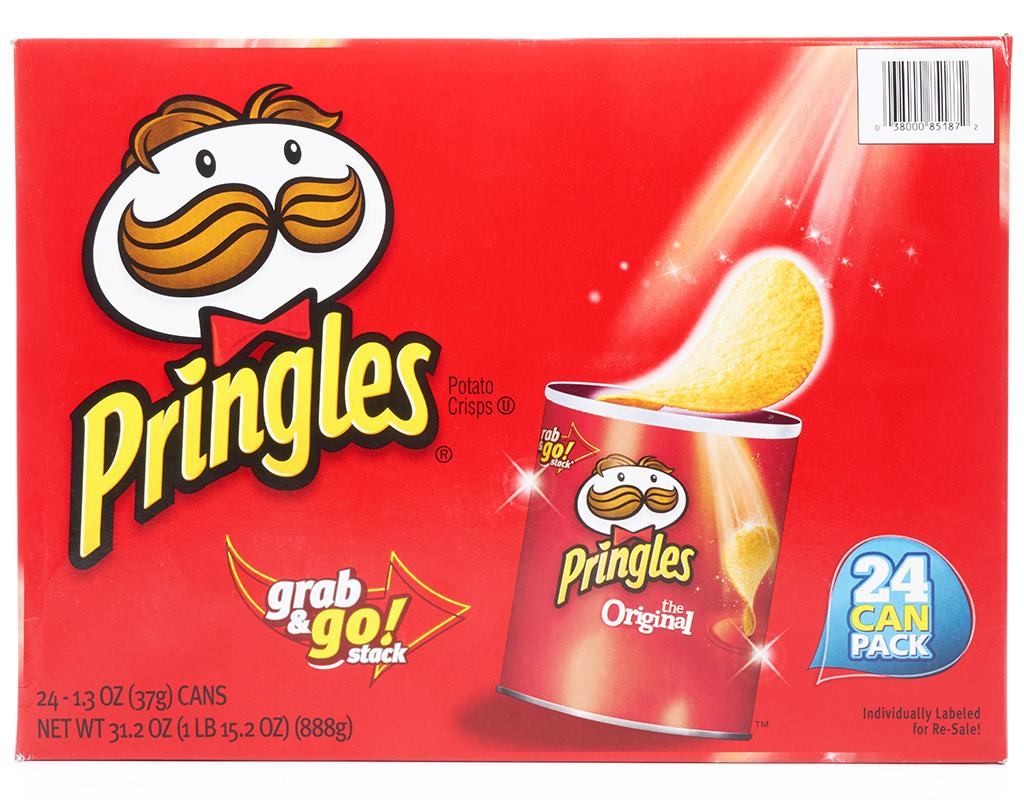 0 38000 85187 2
Pringles
®
Potato
Crisps Ⓤ
grab
& go!
stack
rab
& go!
stack
Pringles
the
Original
TM
24
CAN
PACK
24 - 1.3 OZ (37g) CANS
NET WT 31.2 OZ (1 LB 15.2 OZ) (888g)
Individually Labeled
for Re-Sale!